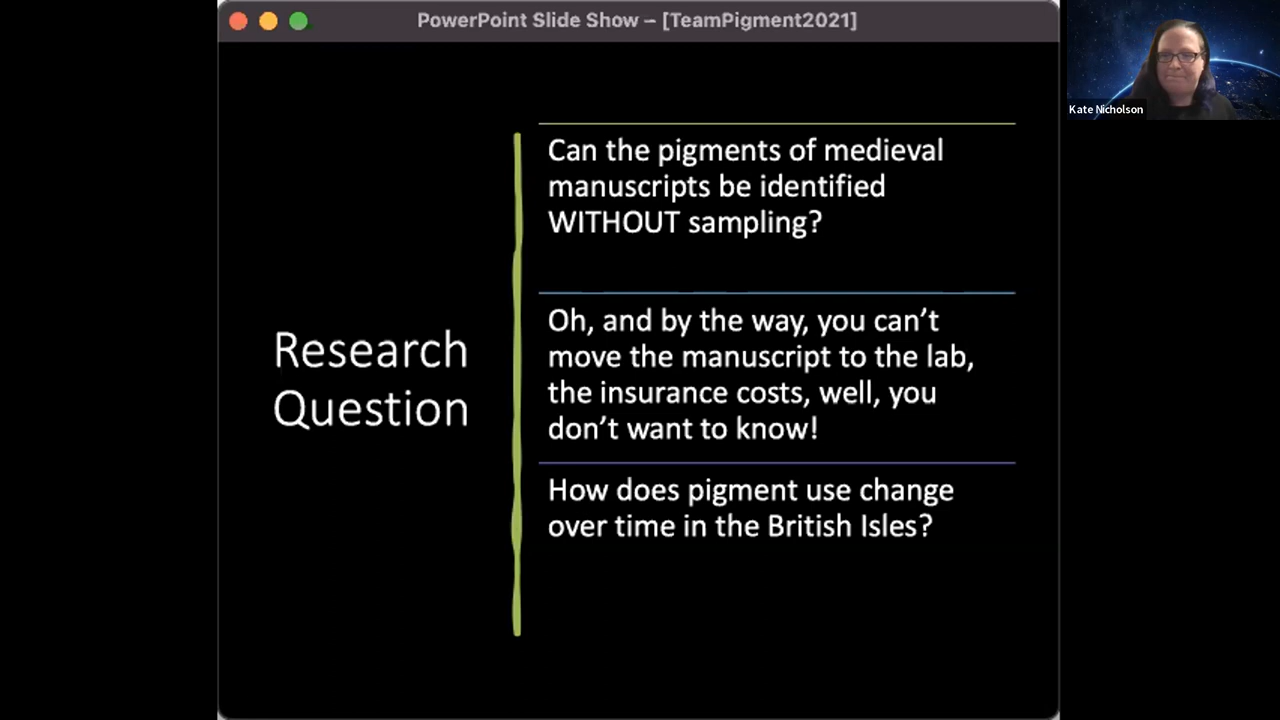 PowerPoint Slide Show – [TeamPigment2021]
Kate Nicholson
Research
Question
Can the pigments of medieval
manuscripts be identified
WITHOUT sampling?
Oh, and by the way, you can’t
move the manuscript to the lab,
the insurance costs, well, you
don’t want to know!
How does pigment use change
over time in the British Isles?